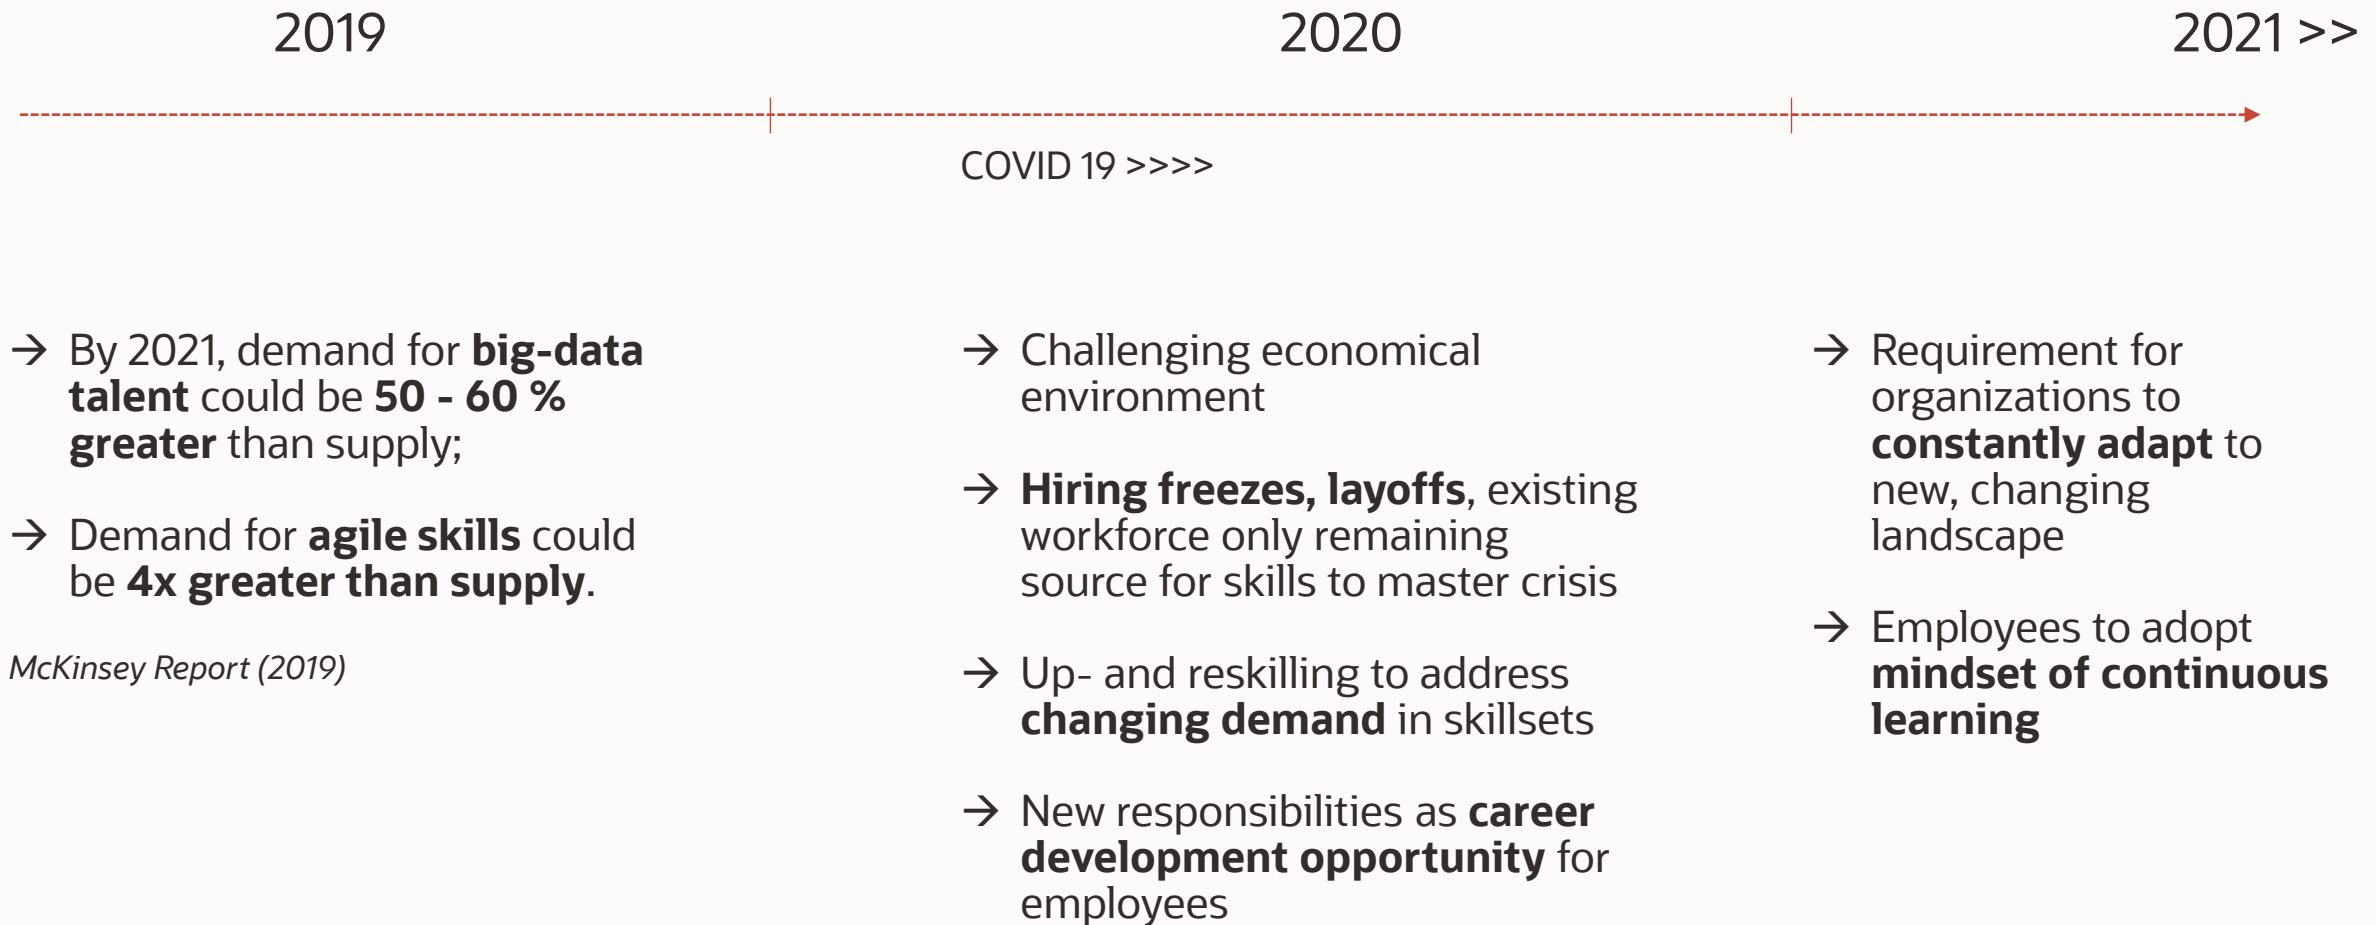 2019
2020
2021 >>
COVID 19 >>>>
→ By 2021, demand for big-data
talent could be 50 - 60 %
greater than supply;
→ Demand for agile skills could
be 4x greater than supply.
McKinsey Report (2019)
→ Challenging economical
environment
→ Hiring freezes, layoffs, existing
workforce only remaining
source for skills to master crisis
→ Up- and reskilling to address
changing demand in skillsets
→ New responsibilities as career
development opportunity for
employees
→ Requirement for
organizations to
constantly adapt to
new, changing
landscape
→ Employees to adopt
mindset of continuous
learning